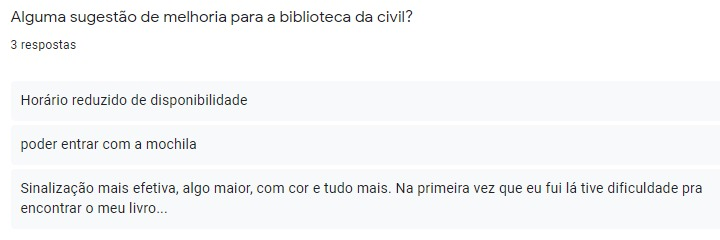 Alguma sugestão de melhoria para a biblioteca da civil?
3 respostas
Horário reduzido de disponibilidade
poder entrar com a mochila
Sinalização mais efetiva, algo maior, com cor e tudo mais. Na primeira vez que eu fui lá tive dificuldade pra
encontrar o meu livro...